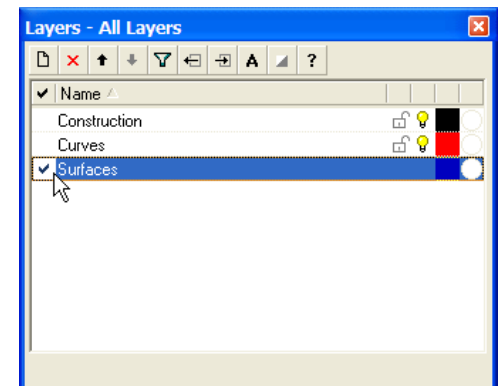 Layers - All Layers
A ?
Name
Construction
Curves
Surfaces